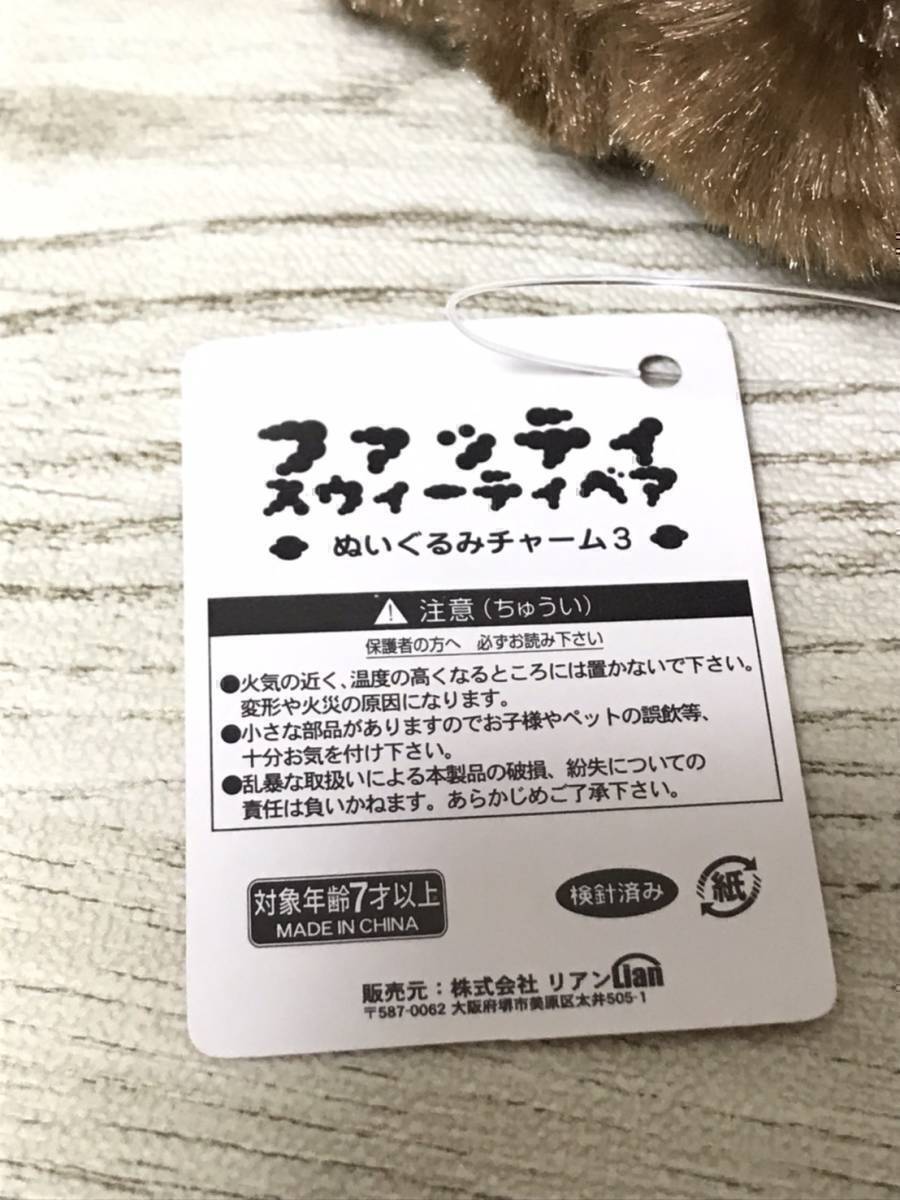 ファッティ
スウィーティベア
ぬいぐるみチャーム3
注意(ちゅうい)
保護者の方へ 必ずお読み下さい
●火気の近く、温度の高くなるところには置かないで下さい。
変形や火災の原因になります。
●小さな部品がありますのでお子様やペットの誤飲等、
十分お気を付け下さい。
●乱暴な取扱いによる本製品の破損、紛失についての
責任は負いかねます。あらかじめご了承下さい。
対象年齢7才以上
MADE IN CHINA
検針済み
紙
販売元:株式会社 リアン Lian
〒587-0062 大阪府堺市美原区太井505-1